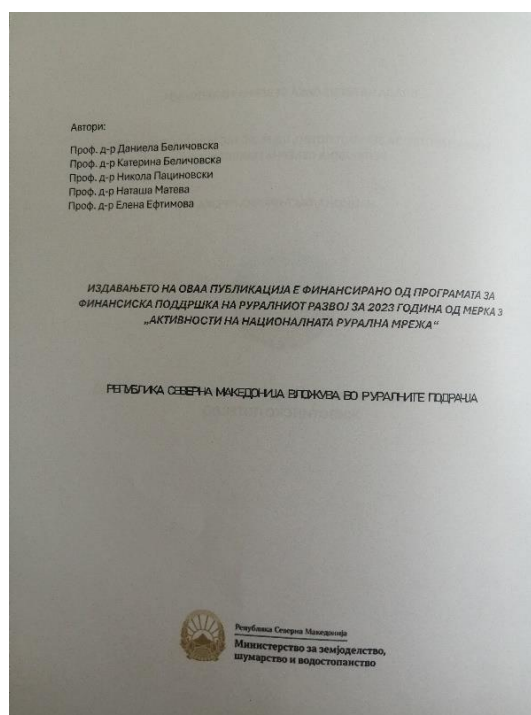 Автори:
Проф. д-р Даниела Беличовска
Проф. д-р Катерина Беличовска
Проф. д-р Никола Пациновски
Проф. д-р Наташа Матева
Проф. д-р Елена Ефтимова
ИЗДАВАЊЕТО НА ОВАА ПУБЛИКАЦИЈА Е ФИНАНСИРАНО ОД ПРОГРАМАТА ЗА
ФИНАНСИСКА ПОДДРШКА НА РУРАЛНИОТ РАЗВОЈ ЗА 2023 ГОДИНА ОД МЕРКА 3
„АКТИВНОСТИ НА НАЦИОНАЛНАТА РУРАЛНА МРЕЖА“
РЕПУБЛИКА СЕВЕРНА МАКЕДОНИЈА ВЛОЖУВА ВО РУРАЛНИТЕ ПОДРАЧЈА
Република Северна Македонија
Министерство за земјоделство,
шумарство и водостопанство